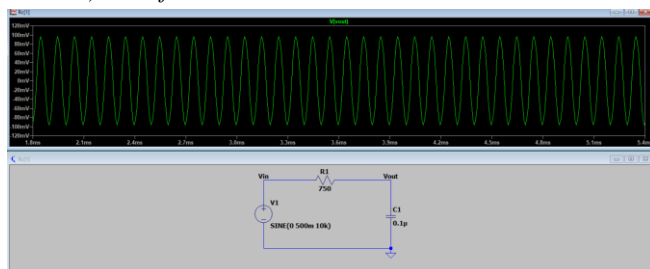 V(vout)
120mV
100mV
80mV
60mV
40mV
20mV
0mV
-20mV
-40mV
-60mV
-80mV
-100mV
-120mV
1.8ms 2.1ms 2.4ms 2.7ms 3.0ms 3.3ms 3.6ms 3.9ms 4.2ms 4.5ms 4.8ms 5.1ms 5.4ms
Vin R1 Vout
750
V1
C1
0.1µ
SINE(0 500m 10k)